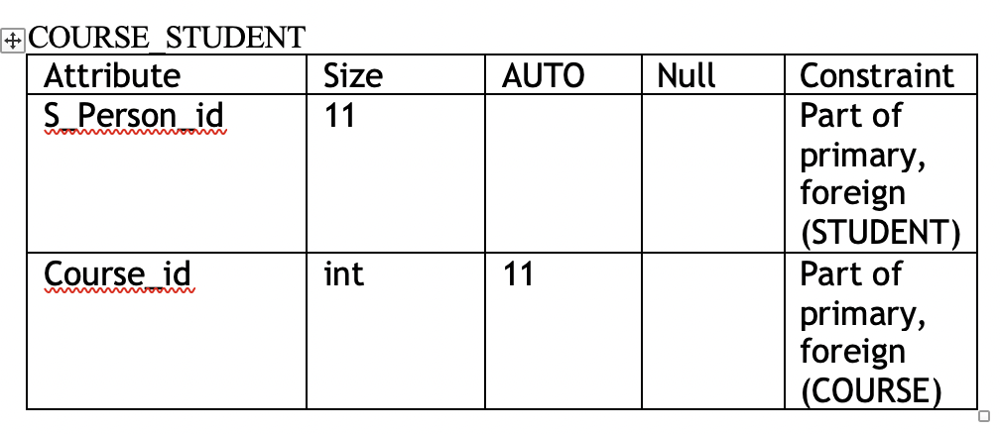 COURSE_STUDENT
Attribute Size AUTO Null Constraint
S_Person_id 11 Part of
primary,
foreign
(STUDENT)
Course_id int 11 Part of
primary,
foreign
(COURSE)